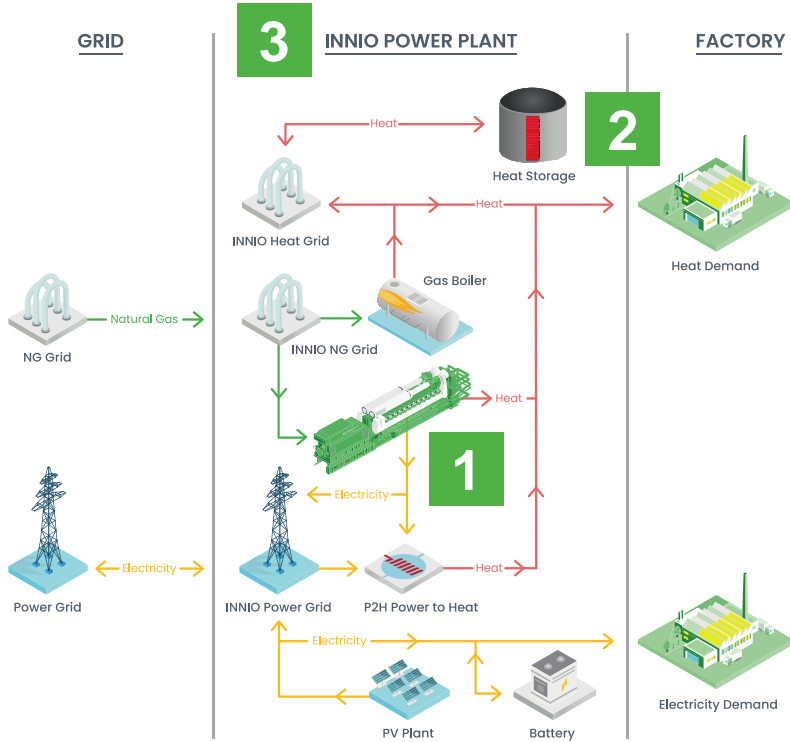 GRID
3
INNIO POWER PLANT
FACTORY
Heat
2
Heat Storage
Heat
INNIO Heat Grid
Heat Demand
Gas Boiler
Natural Gas
NG Grid
INNIO NG Grid
Heat
1
Electricity
Electricity
Heat
Power Grid
INNIO Power Grid
P2H Power to Heat
Electricity
PV Plant
Battery
Electricity Demand